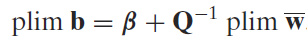 plim b = β + Q⁻¹ plim w̅